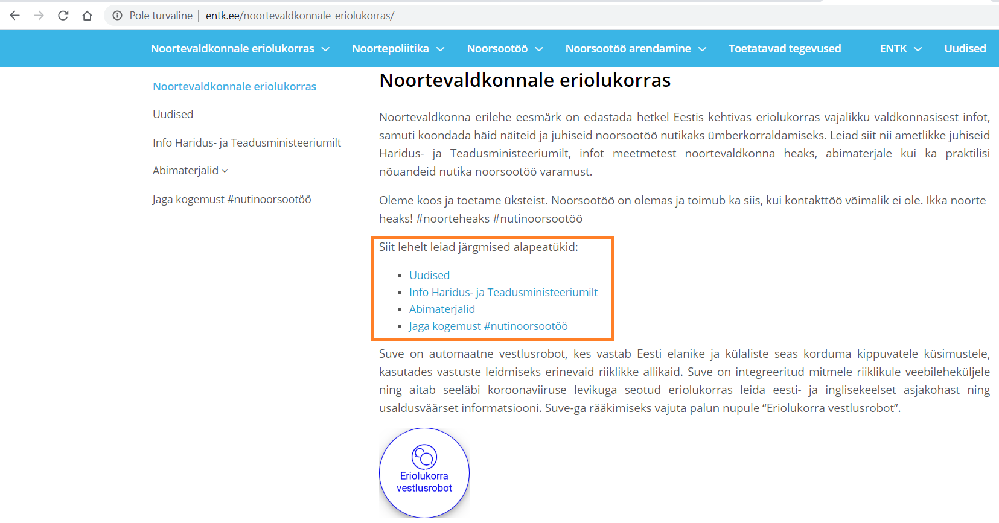 Pole turvaline | entk.ee/noortevaldkonnale-eriolukorras/
Noortevaldkonnale eriolukorras Noortepoliitika Noorsootöö Noorsootöö arendamine Toetatavad tegevused ENTK Uudised
Noortevaldkonnale eriolukorras
Uudised
Info Haridus- ja Teadusministeeriumilt
Abimaterjalid
Jaga kogemust #nutinoorsootöö
Noortevaldkonnale eriolukorras
Noortevaldkonna erilehe eesmärk on edastada hetkel Eestis kehtivas eriolukorras vajalikku valdkonnasisest infot,
samuti koondada häid näiteid ja juhiseid noorsootöö nutikaks ümberkorraldamiseks. Leiad siit nii ametlikke juhiseid
Haridus- ja Teadusministeeriumilt, infot meetmetest noortevaldkonna heaks, abimaterjale kui ka praktilisi
nõuandeid nutika noorsootöö varamust.
Oleme koos ja toetame üksteist. Noorsootöö on olemas ja toimub ka siis, kui kontakttöö võimalik ei ole. Ikka noorte
heaks! #noorteheaks #nutinoorsootöö
Siit lehelt leiad järgmised alapeatükid:
• Uudised
• Info Haridus- ja Teadusministeeriumilt
• Abimaterjalid
• Jaga kogemust #nutinoorsootöö
Suve on automaatne vestlusrobot, kes vastab Eesti elanike ja külaliste seas korduma kippuvatele küsimustele,
kasutades vastuste leidmiseks erinevaid riiklikke allikaid. Suve on integreeritud mitmele riiklikule veebileheküljele
ning aitab seeläbi koroonaviiruse levikuga seotud eriolukorras leida eesti- ja inglisekeelset asjakohast ning
usaldusväärset informatsiooni. Suve-ga rääkimiseks vajuta palun nupule “Eriolukorra vestlusrobot”.
Eriolukorra
vestlusrobot